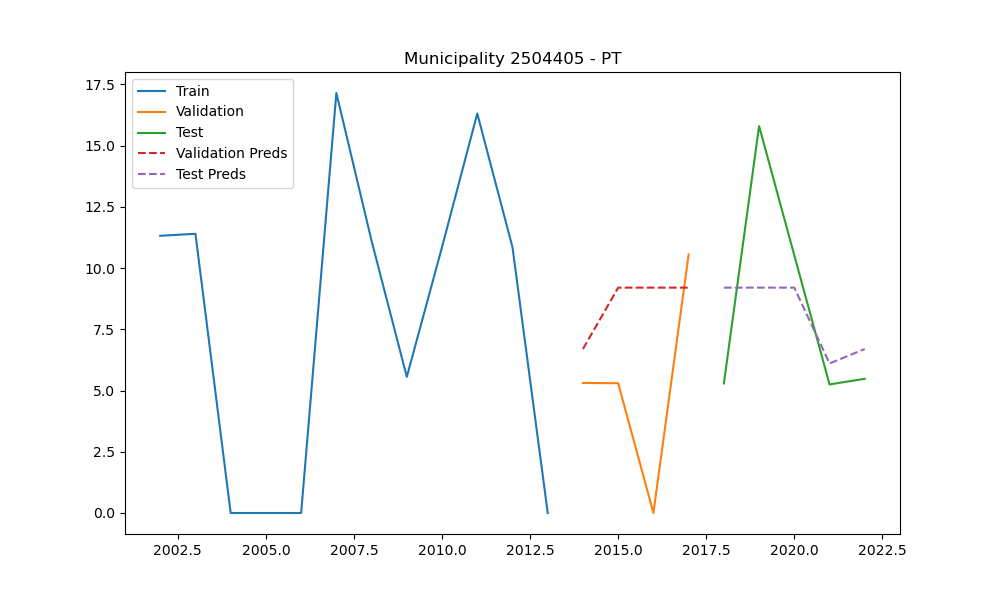 Municipality 2504405 - PT
17.5
15.0
12.5
10.0
7.5
5.0
2.5
0.0
Train
Validation
Test
Validation Preds
Test Preds
2002.5 2005.0 2007.5 2010.0 2012.5 2015.0 2017.5 2020.0 2022.5